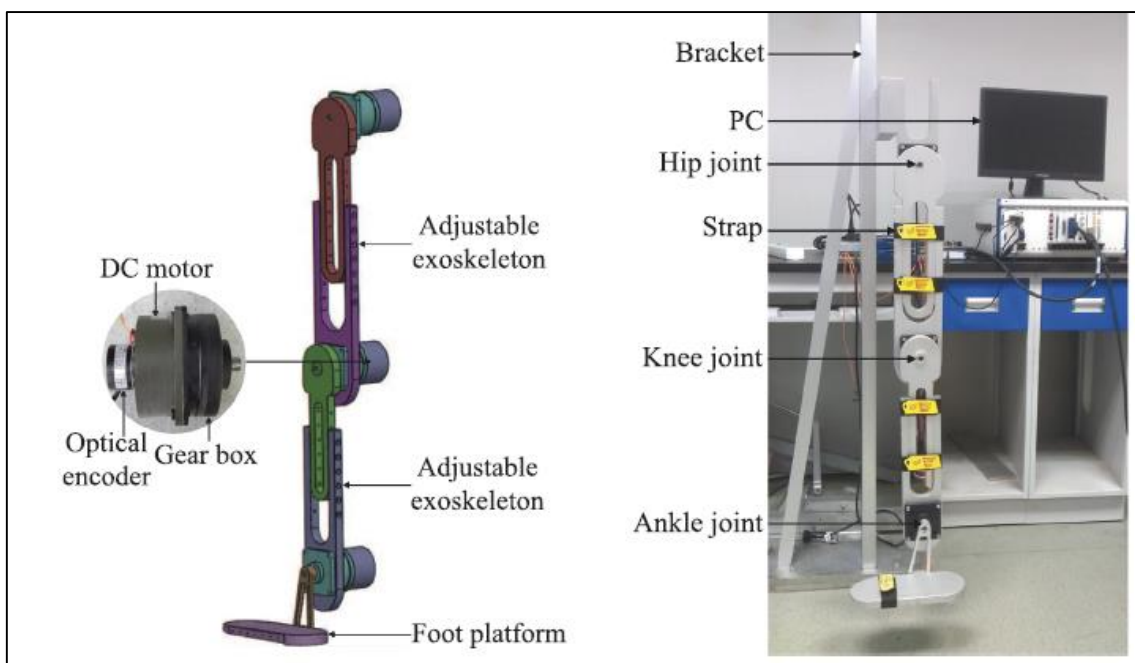 Adjustable
exoskeleton
DC motor
Optical
encoder
Gear box
Adjustable
exoskeleton
Foot platform
Bracket
PC
Hip joint
Strap
Knee joint
Ankle joint